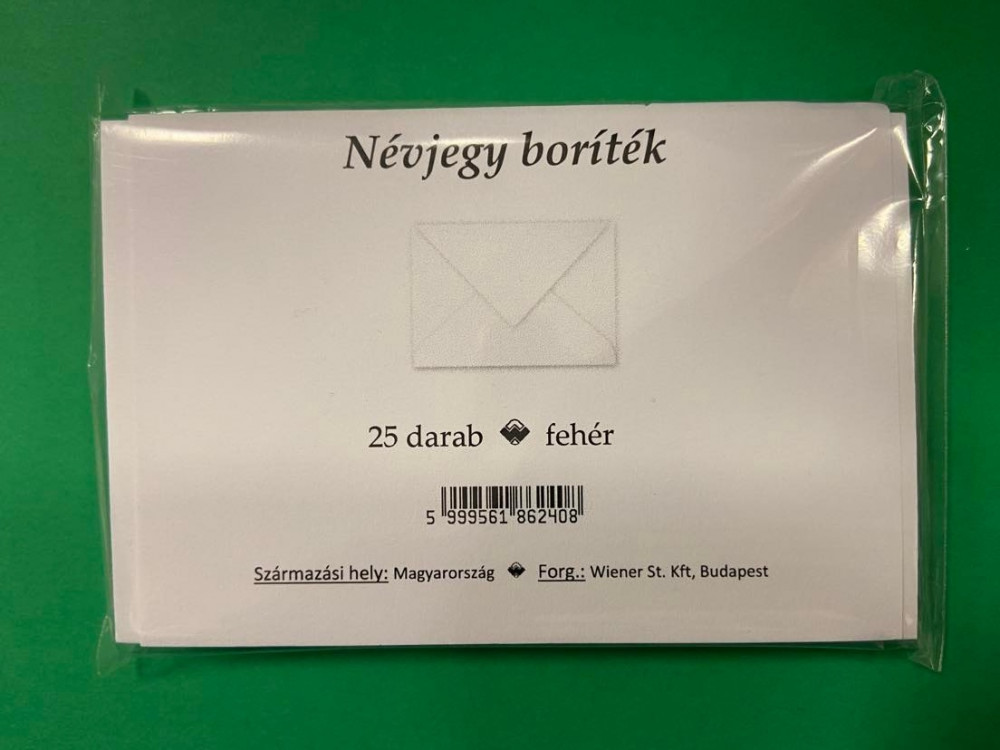 Névjegy boríték
25 darab fehér
5 999561 862408
Származási hely: Magyarország Forg.: Wiener St. Kft, Budapest